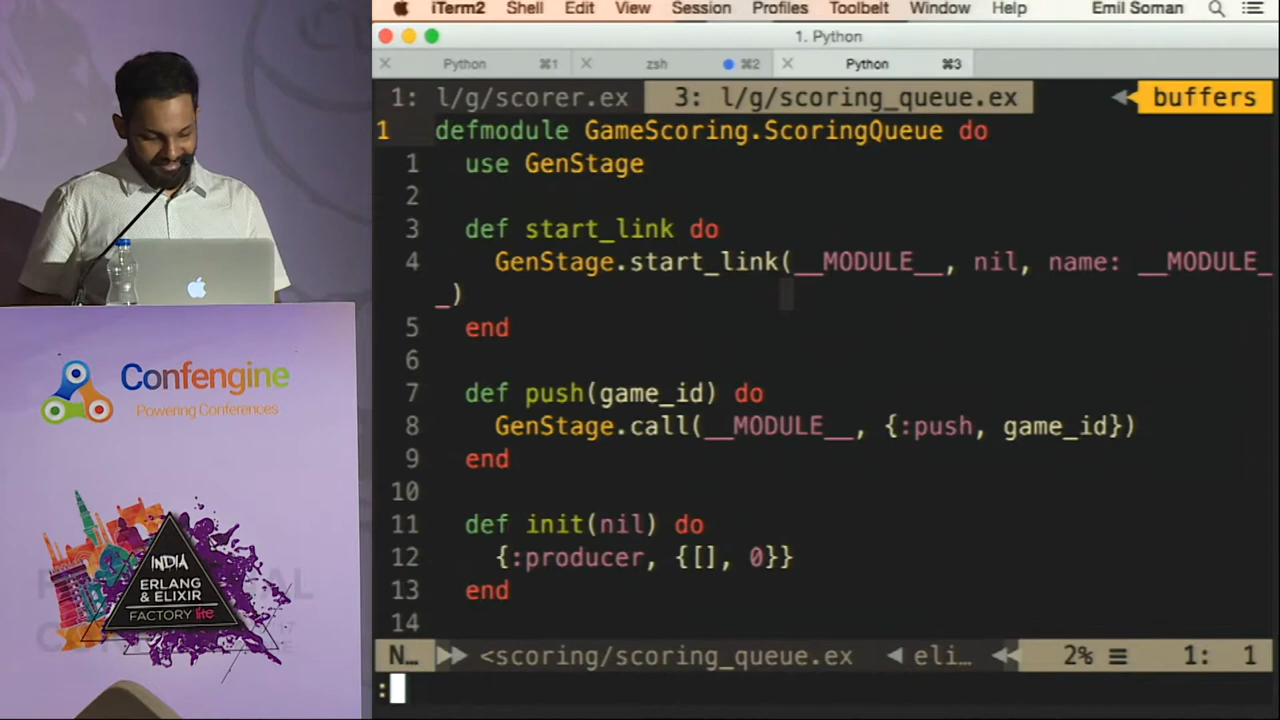 iTerm2 Shell Edit View Session Profiles Toolbelt Window Help Emil Soman
1. Python
Python ⌘1 zsh ⌘2 Python ⌘3
1: l/g/scorer.ex 3: l/g/scoring_queue.ex buffers
1 defmodule GameScoring.ScoringQueue do
1 use GenStage
2
3 def start_link do
4 GenStage.start_link(__MODULE__, nil, name: __MODULE_
_)
5 end
6
7 def push(game_id) do
8 GenStage.call(__MODULE__, {:push, game_id})
9 end
10
11 def init(nil) do
12 {:producer, {[], 0}}
13 end
14
N… <scoring/scoring_queue.ex eli… 2% 1: 1
:
Confengine
Powering Conferences
INDIA
ERLANG
& ELIXIR
FACTORY lite